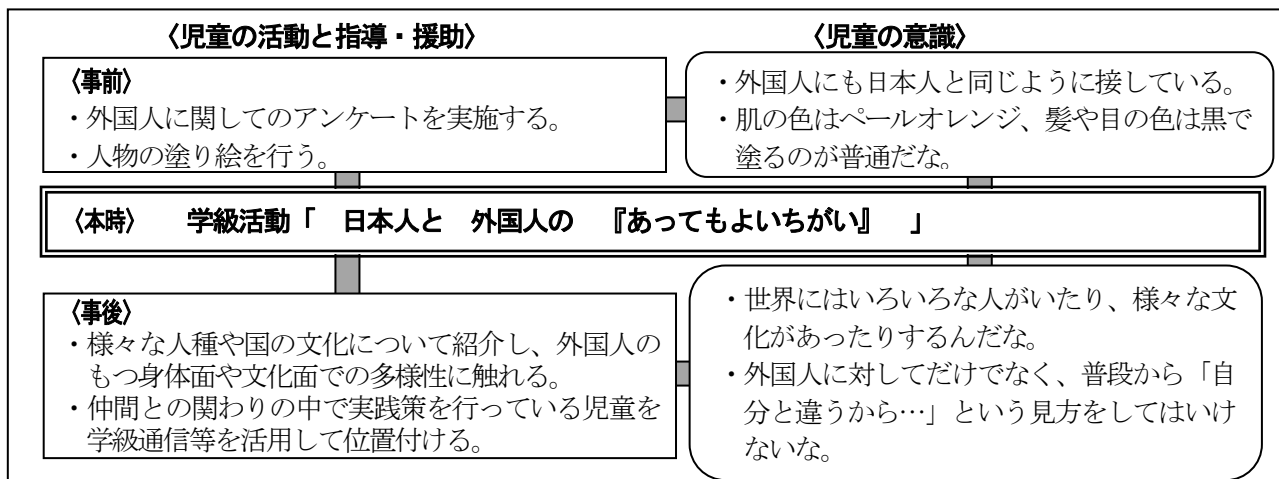 〈児童の活動と指導・援助〉
〈児童の意識〉
〈事前〉
・外国人に関してのアンケートを実施する。
・人物の塗り絵を行う。
・外国人にも日本人と同じように接している。
・肌の色はペールオレンジ、髪や目の色は黒で
塗るのが普通だな。
〈本時〉 学級活動「 日本人と 外国人の 『あってもよいちがい』 」
〈事後〉
・様々な人種や国の文化について紹介し、外国人の
もつ身体面や文化面での多様性に触れる。
・仲間との関わりの中で実践策を行っている児童を
学級通信等を活用して位置付ける。
・世界にはいろいろな人がいたり、様々な文
化があったりするんだな。
・外国人に対してだけでなく、普段から「自
分と違うから…」という見方をしてはいけ
ないな。